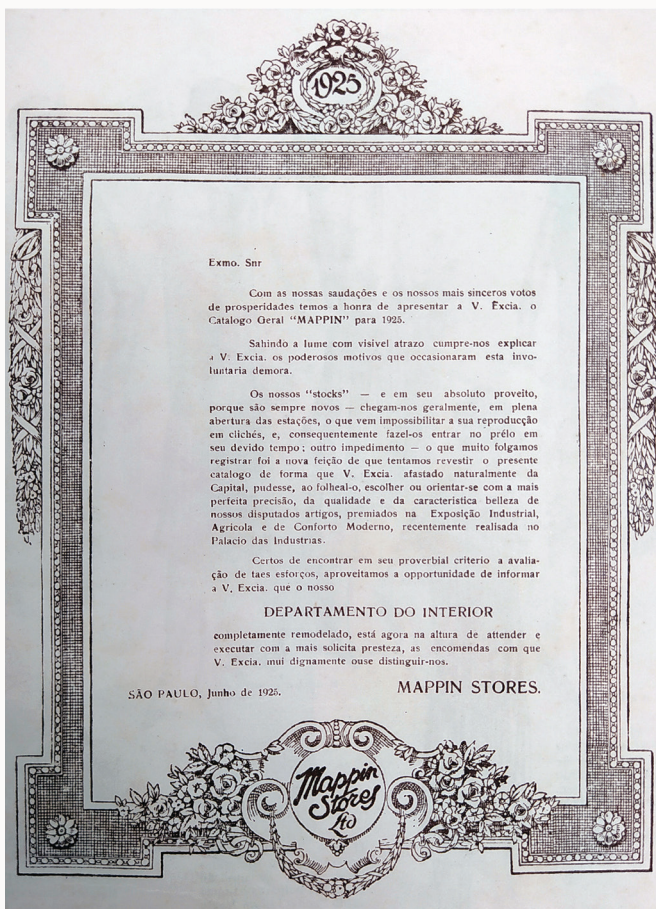 1925
Exmo. Snr
Com as nossas saudações e os nossos mais sinceros votos
de prosperidades temos a honra de apresentar a V. Excia. o
Catalogo Geral “MAPPIN” para 1925.
Sahindo a lume com visivel atrazo cumpre-nos explicar
a V. Excia. os poderosos motivos que occasionaram esta invo-
luntaria demora.
Os nossos “stocks” — e em seu absoluto proveito,
porque são sempre novos — chegam-nos geralmente, em plena
abertura das estações, o que vem impossibilitar a sua reproducção
em clichés, e, consequentemente fazel-os entrar no prélo em
seu devido tempo; outro impedimento — o que muito folgamos
registrar foi a nova feição de que tentamos revestir o presente
catalogo de forma que V. Excia. afastado naturalmente da
Capital, pudesse, ao folheal-o, escolher ou orientar-se com a mais
perfeita precisão, da qualidade e da caracteristica belleza de
nossos disputados artigos, premiados na Exposição Industrial,
Agricola e de Conforto Moderno, recentemente realisada no
Palacio das Industrias.
Certos de encontrar em seu proverbial criterio a avalia-
ção de taes esforços, aproveitamos a opportunidade de informar
a V. Excia. que o nosso
DEPARTAMENTO DO INTERIOR
completamente remodelado, está agora na altura de attender e
executar com a mais solicita presteza, as encomendas com que
V. Excia. mui dignamente ouse distinguir-nos.
SÃO PAULO, Junho de 1925. MAPPIN STORES.
Mappin
Stores
Ltd